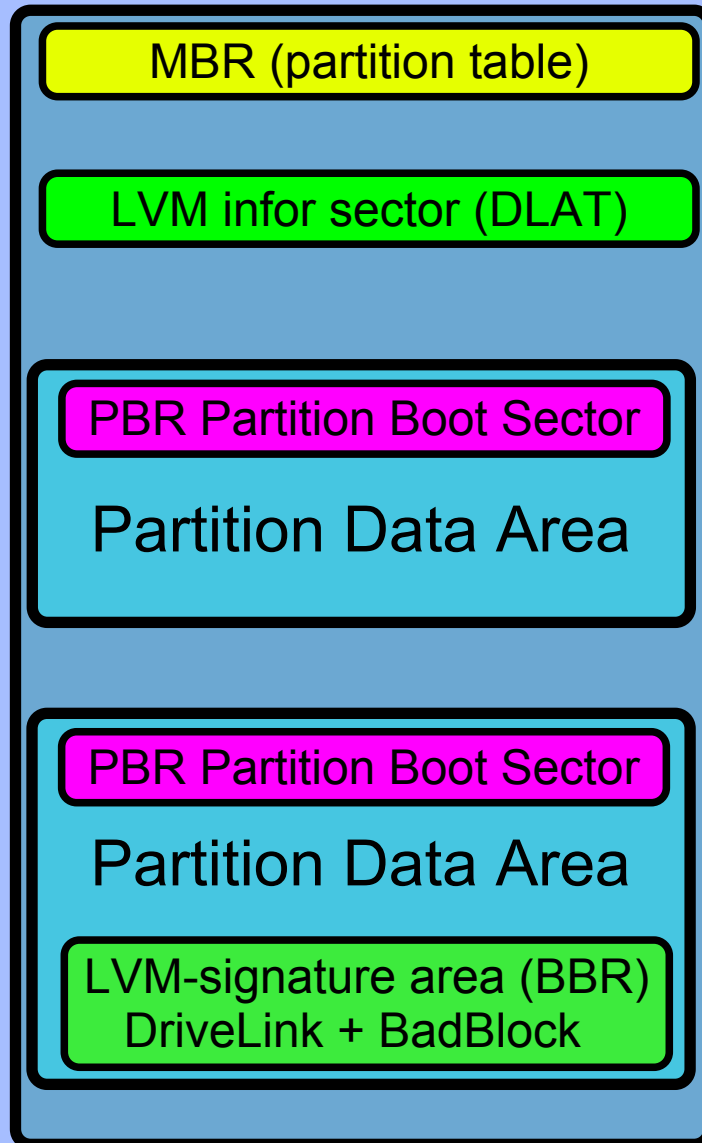 MBR (partition table)
LVM infor sector (DLAT)
PBR Partition Boot Sector
Partition Data Area
PBR Partition Boot Sector
Partition Data Area
LVM-signature area (BBR)
DriveLink + BadBlock